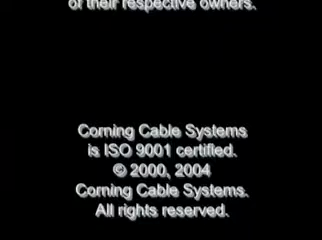 of their respective owners.
Corning Cable Systems
is ISO 9001 certified.
© 2000, 2004
Corning Cable Systems.
All rights reserved.